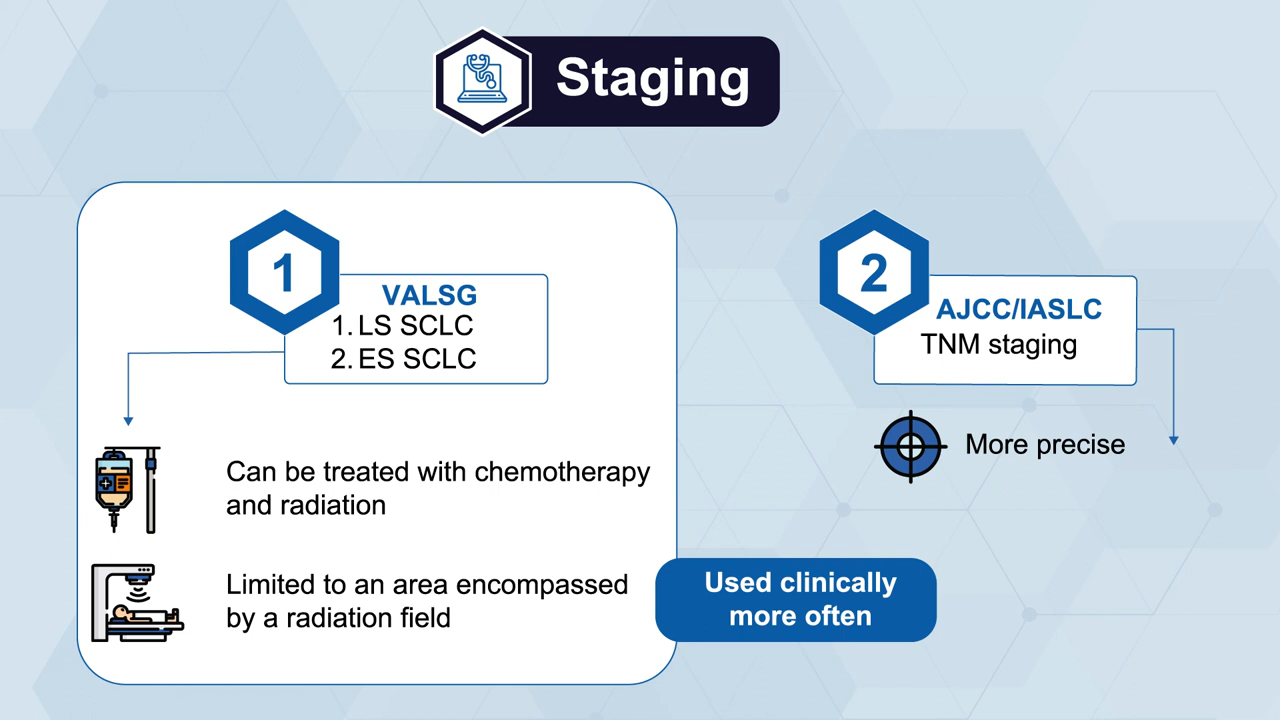 Staging
1
VALSG
1. LS SCLC
2. ES SCLC
Can be treated with chemotherapy
and radiation
Limited to an area encompassed
by a radiation field
Used clinically
more often
2
AJCC/IASLC
TNM staging
More precise